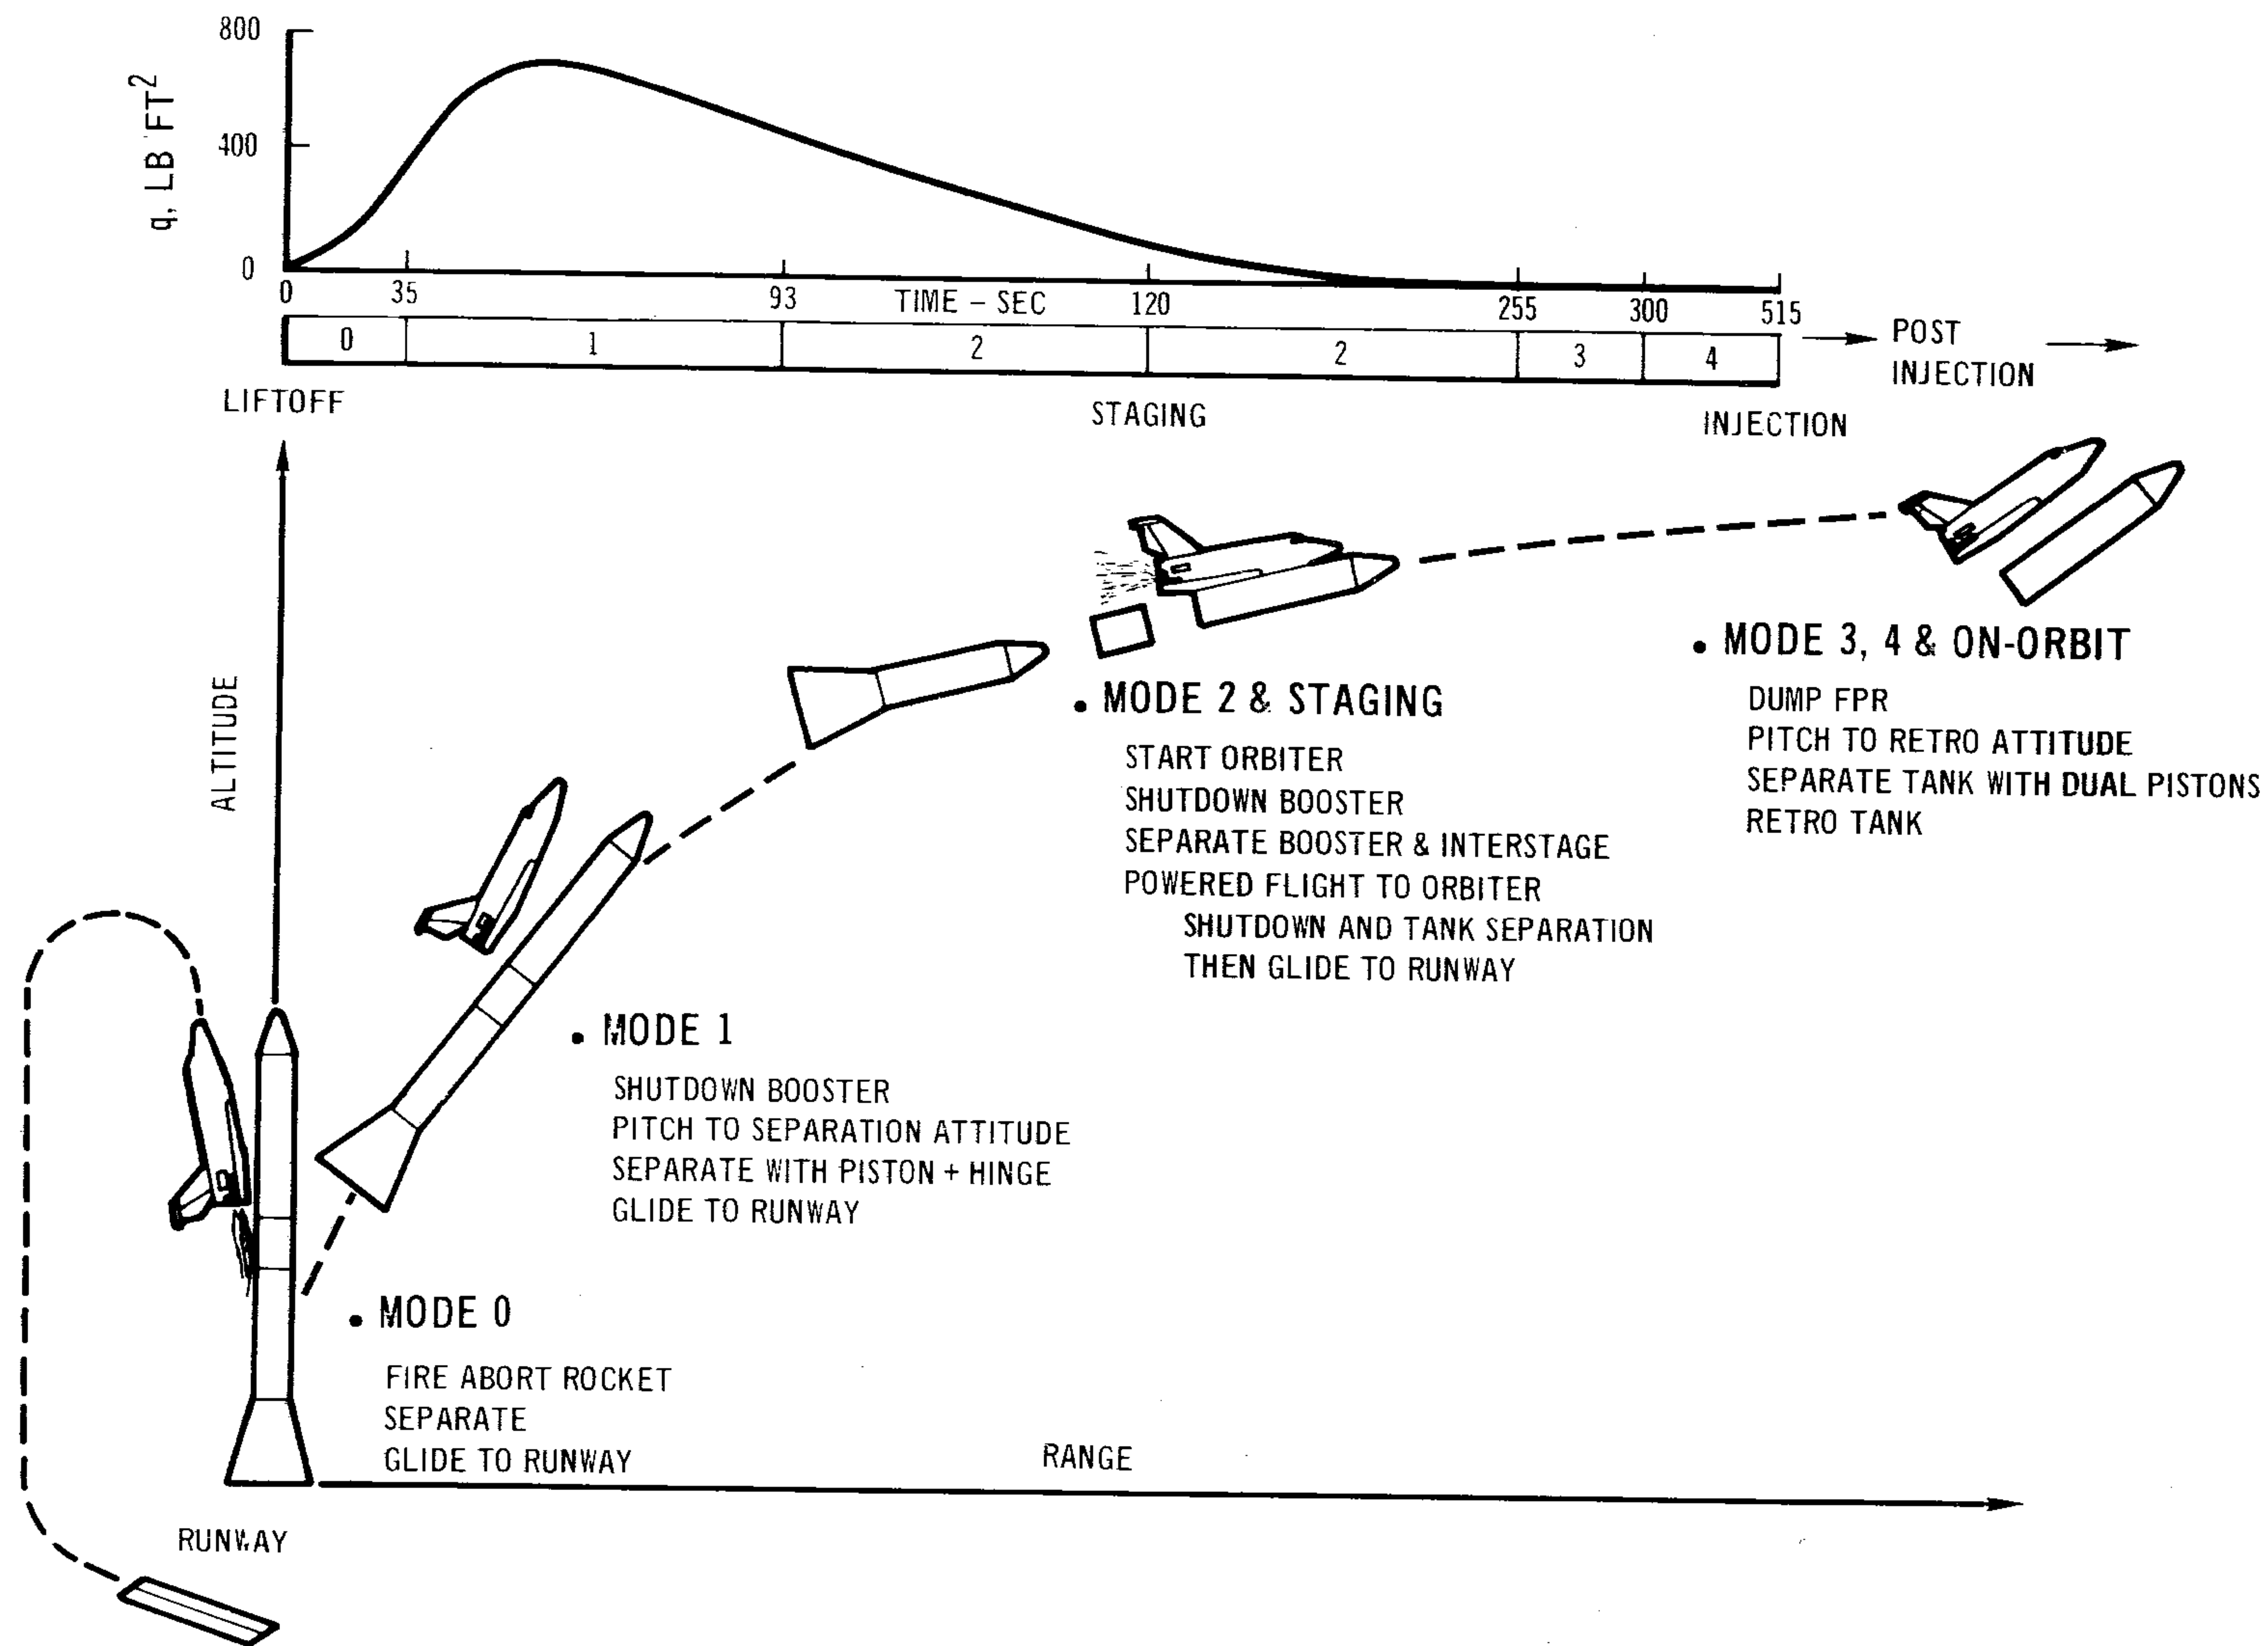 800
q, LB FT2
400
0
0 35 93 TIME – SEC 120 255 300 515
0 1 2 2 3 4
POST
INJECTION
LIFTOFF STAGING INJECTION
ALTITUDE
• MODE 3, 4 & ON-ORBIT
DUMP FPR
PITCH TO RETRO ATTITUDE
SEPARATE TANK WITH DUAL PISTONS
RETRO TANK
• MODE 2 & STAGING
START ORBITER
SHUTDOWN BOOSTER
SEPARATE BOOSTER & INTERSTAGE
POWERED FLIGHT TO ORBITER
SHUTDOWN AND TANK SEPARATION
THEN GLIDE TO RUNWAY
• MODE 1
SHUTDOWN BOOSTER
PITCH TO SEPARATION ATTITUDE
SEPARATE WITH PISTON + HINGE
GLIDE TO RUNWAY
• MODE 0
FIRE ABORT ROCKET
SEPARATE
GLIDE TO RUNWAY
RANGE
RUNWAY